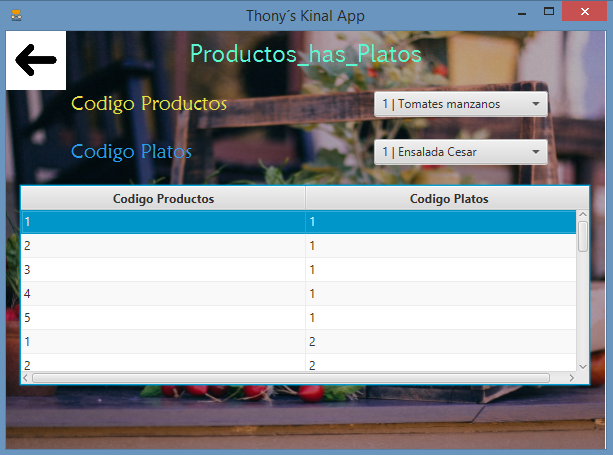 Thony´s Kinal App
Productos_has_Platos
Codigo Productos
1 | Tomates manzanos
Codigo Platos
1 | Ensalada Cesar
Codigo Productos Codigo Platos
1 1
2 1
3 1
4 1
5 1
1 2
2 2